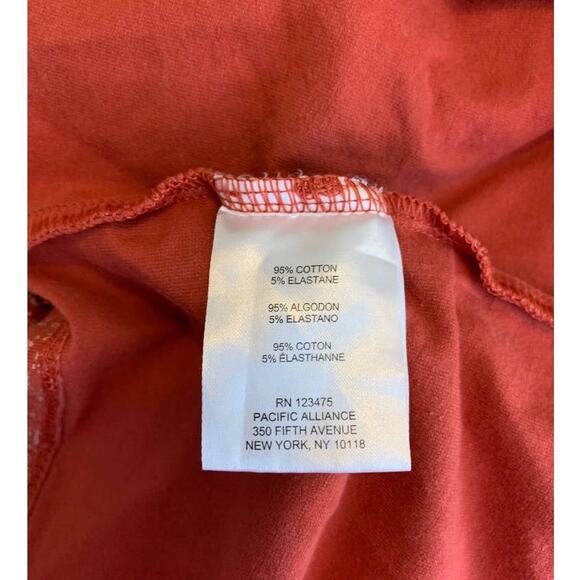 95% COTTON
5% ELASTANE
95% ALGODON
5% ELASTANO
95% COTON
5% ÉLASTHANNE
RN 123475
PACIFIC ALLIANCE
350 FIFTH AVENUE
NEW YORK, NY 10118